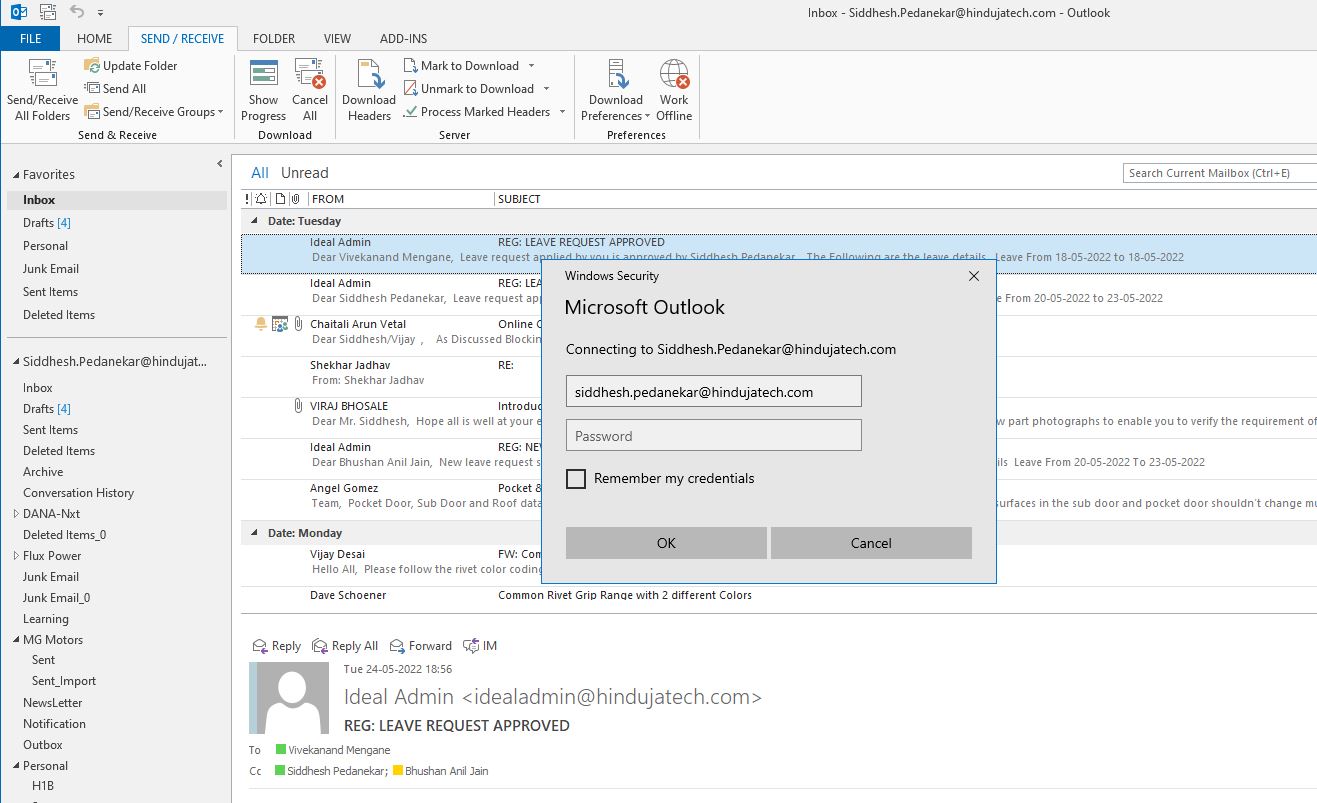 Inbox - Siddhesh.Pedanekar@hindujatech.com - Outlook
FILE HOME SEND / RECEIVE FOLDER VIEW ADD-INS
Send/Receive All Folders
Update Folder
Send All
Send/Receive Groups
Send & Receive
Show Progress
Cancel All
Download
Download Headers
Mark to Download
Unmark to Download
Process Marked Headers
Server
Download Preferences
Work Offline
Preferences
Favorites
Inbox
Drafts [4]
Personal
Junk Email
Sent Items
Deleted Items
Siddhesh.Pedanekar@hindujat...
Inbox
Drafts [4]
Sent Items
Deleted Items
Archive
Conversation History
DANA-Nxt
Deleted Items_0
Flux Power
Junk Email
Junk Email_0
Learning
MG Motors
Sent
Sent_Import
NewsLetter
Notification
Outbox
Personal
H1B
All Unread
Search Current Mailbox (Ctrl+E)
! FROM SUBJECT
Date: Tuesday
Ideal Admin REG: LEAVE REQUEST APPROVED
Dear Vivekanand Mengane, Leave request applied by you is approved by Siddhesh Pedanekar The Following are the leave details Leave From 18-05-2022 to 18-05-2022
Ideal Admin REG: LEA
Dear Siddhesh Pedanekar, Leave request ap e From 20-05-2022 to 23-05-2022
Chaitali Arun Vetal Online C
Dear Siddhesh/Vijay , As Discussed Blockin
Shekhar Jadhav RE:
From: Shekhar Jadhav
VIRAJ BHOSALE Introduc
Dear Mr. Siddhesh, Hope all is well at your e w part photographs to enable you to verify the requirement of
Ideal Admin REG: NEW
Dear Bhushan Anil Jain, New leave request s ils Leave From 20-05-2022 To 23-05-2022
Angel Gomez Pocket &
Team, Pocket Door, Sub Door and Roof data surfaces in the sub door and pocket door shouldn't change mu
Date: Monday
Vijay Desai FW: Com
Hello All, Please follow the rivet color coding
Dave Schoener Common Rivet Grip Range with 2 different Colors
Windows Security
Microsoft Outlook
Connecting to Siddhesh.Pedanekar@hindujatech.com
siddhesh.pedanekar@hindujatech.com
Password
Remember my credentials
OK Cancel
Reply Reply All Forward IM
Tue 24-05-2022 18:56
Ideal Admin <idealadmin@hindujatech.com>
REG: LEAVE REQUEST APPROVED
To Vivekanand Mengane
Cc Siddhesh Pedanekar; Bhushan Anil Jain